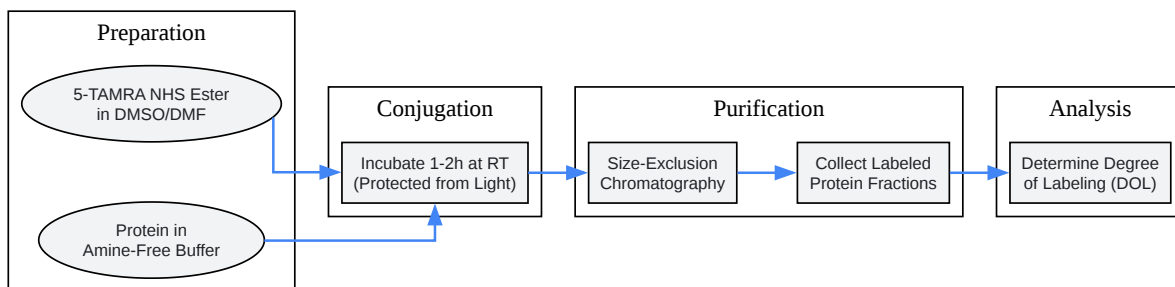 Preparation
5-TAMRA NHS Ester
in DMSO/DMF
Protein in
Amine-Free Buffer
Conjugation
Incubate 1-2h at RT
(Protected from Light)
Purification
Size-Exclusion
Chromatography
Collect Labeled
Protein Fractions
Analysis
Determine Degree
of Labeling (DOL)